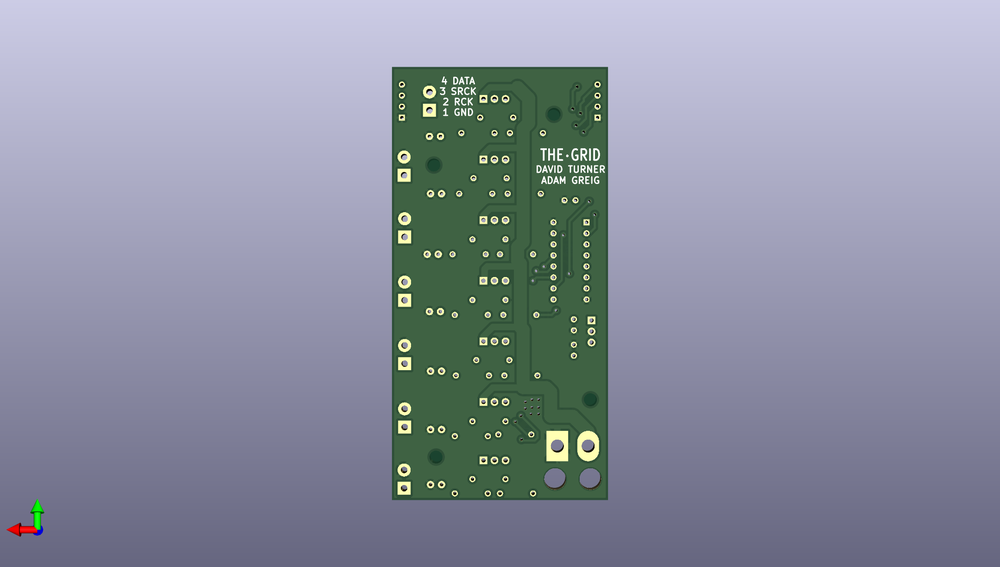 4 DATA
3 SRCK
2 RCK
1 GND
THE·GRID
DAVID TURNER
ADAM GREIG